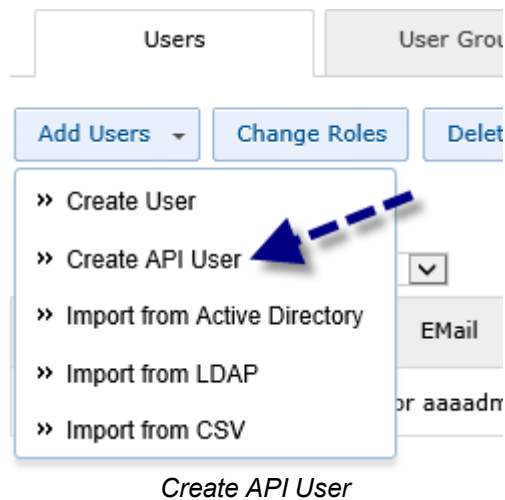 Users User Grou
Add Users Change Roles Delet
» Create User
» Create API User
» Import from Active Directory
EMail
» Import from LDAP
or aaaadm
» Import from CSV
Create API User